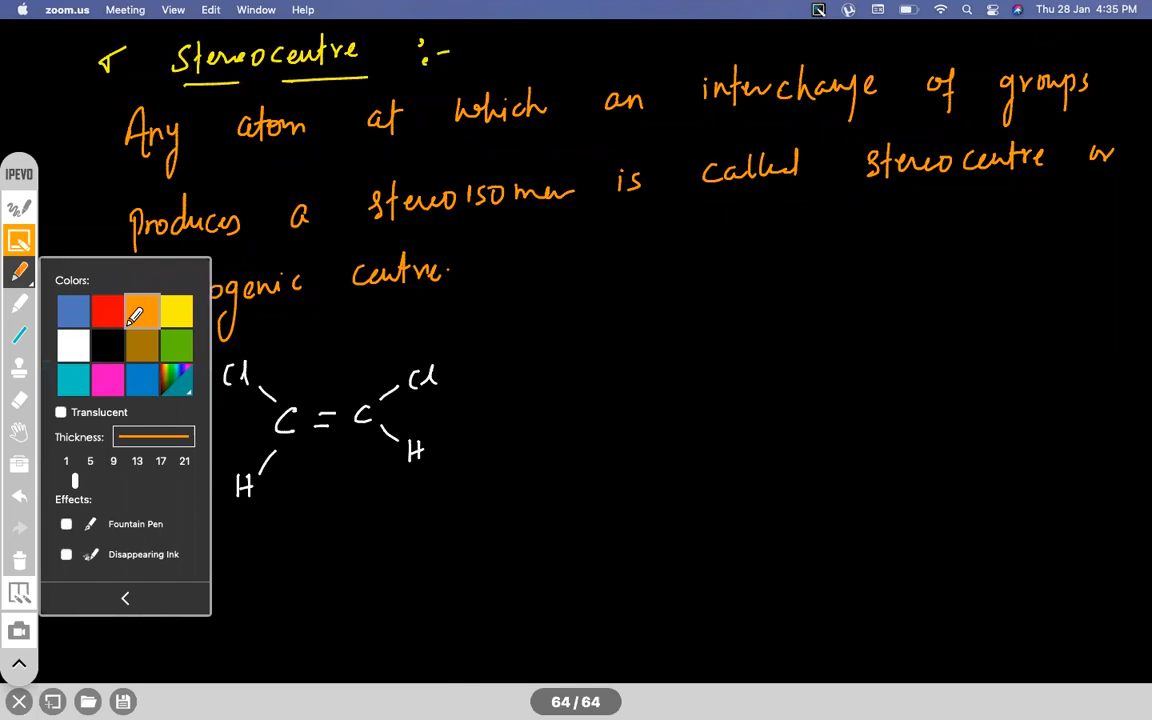 zoom.us Meeting View Edit Window Help Thu 28 Jan 4:35 PM
Stereocentre :-
Any atom at which an interchange of groups
produces a stereoisomer is called stereocentre or
ogenic centre.
IPEVO
Colors:
Translucent
Thickness:
1 5 9 13 17 21
Effects:
Fountain Pen
Disappearing Ink
Cl Cl
C = C
H
H
64 / 64